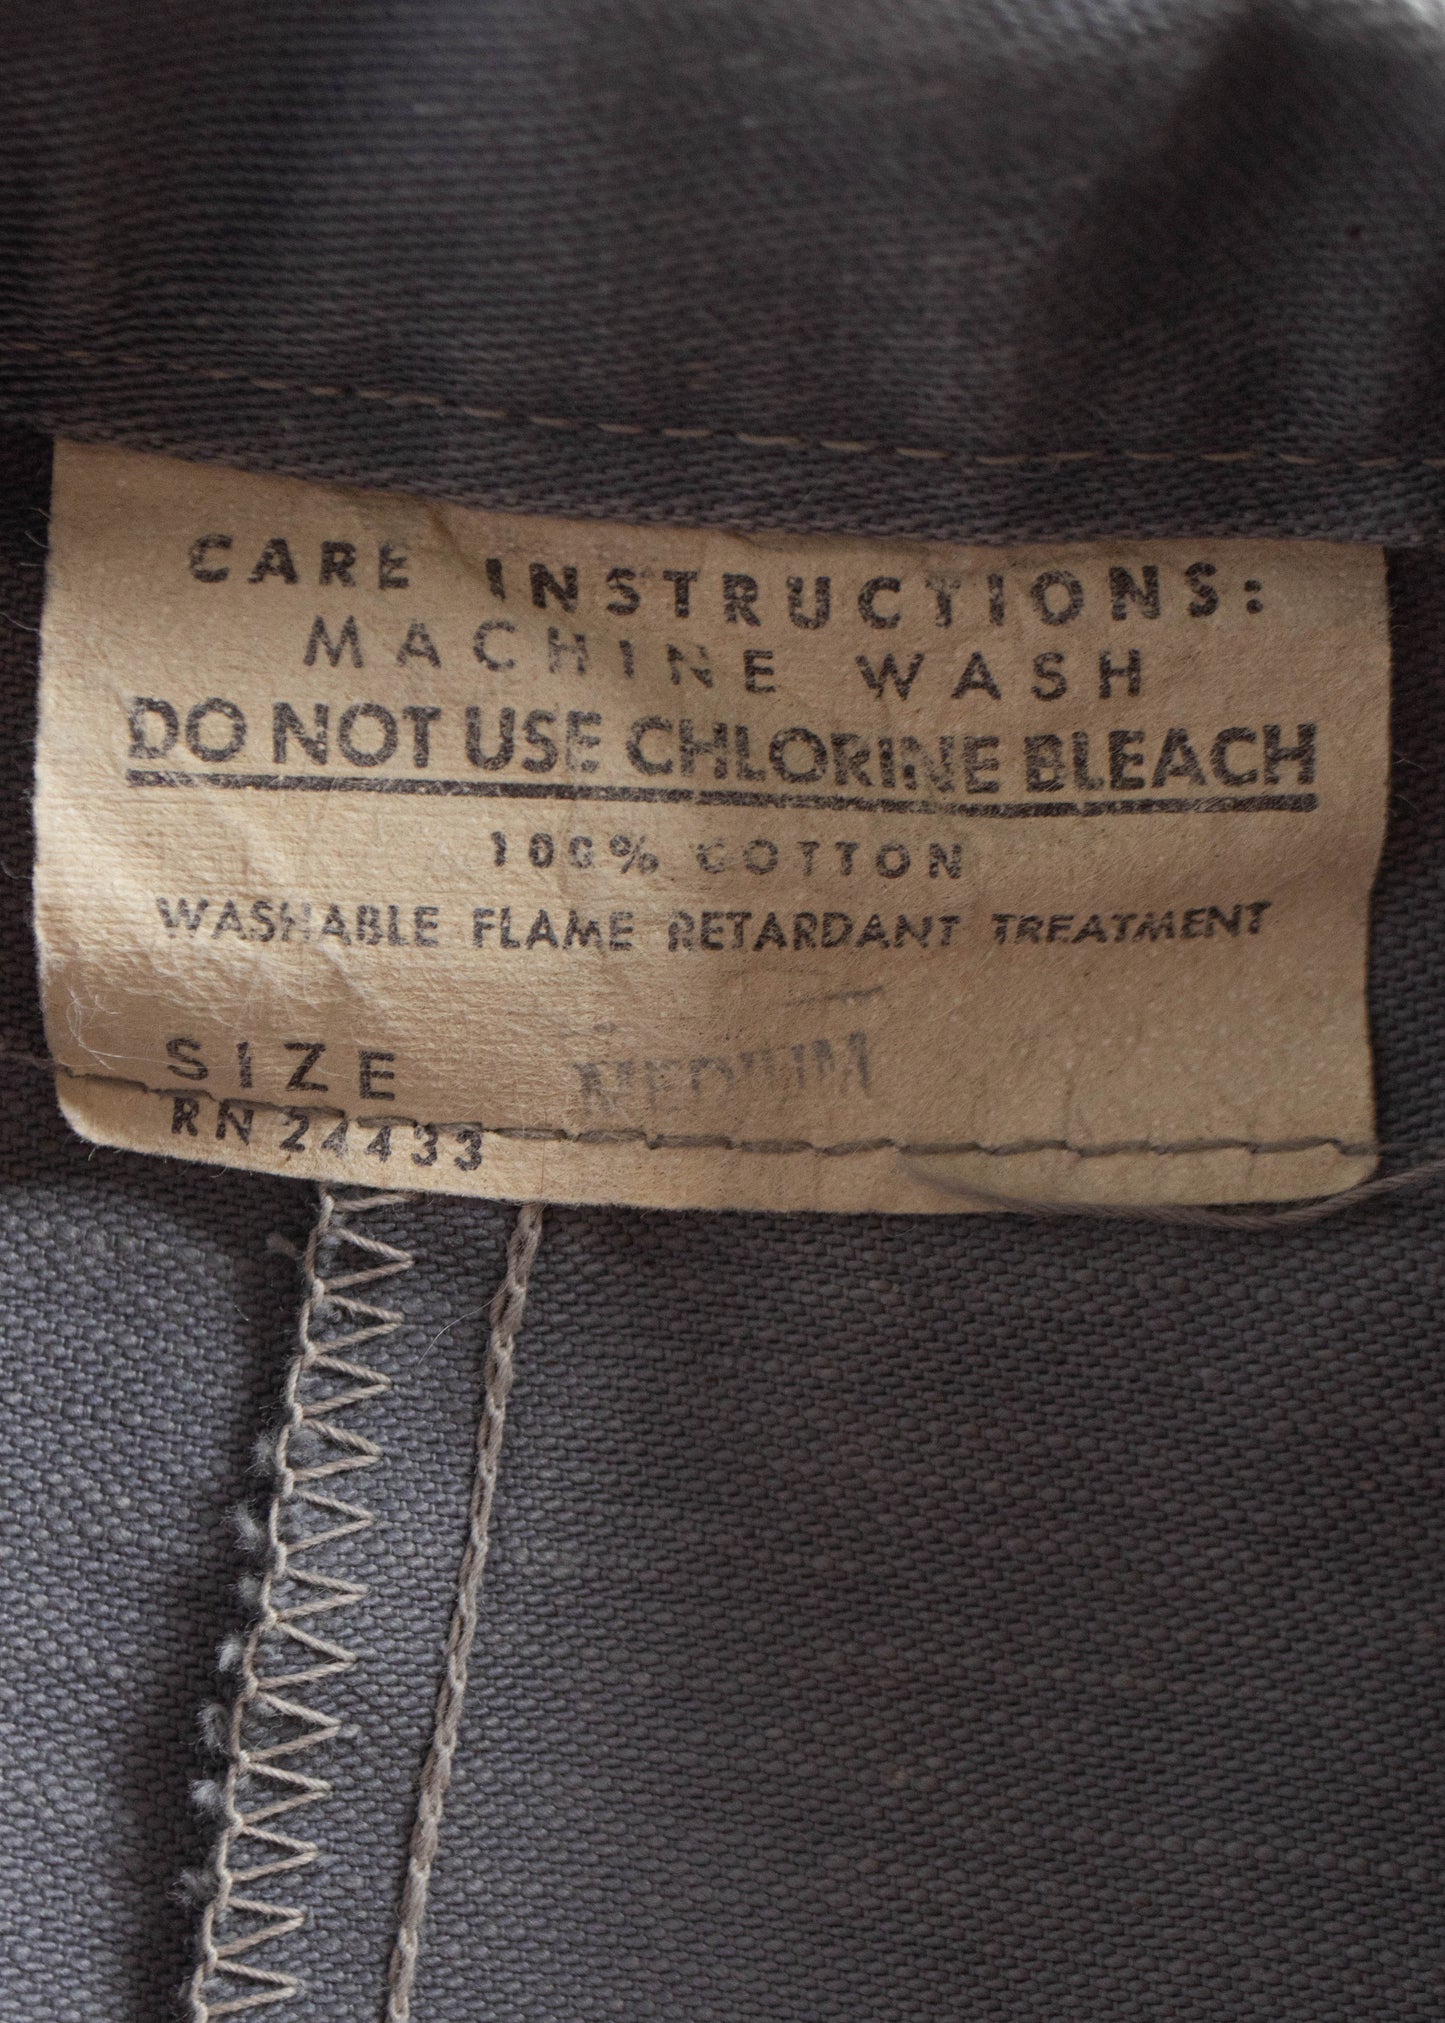 CARE INSTRUCTIONS:
MACHINE WASH
DO NOT USE CHLORINE BLEACH
100% COTTON
WASHABLE FLAME RETARDANT TREATMENT
SIZE MEDIUM
RN 24433